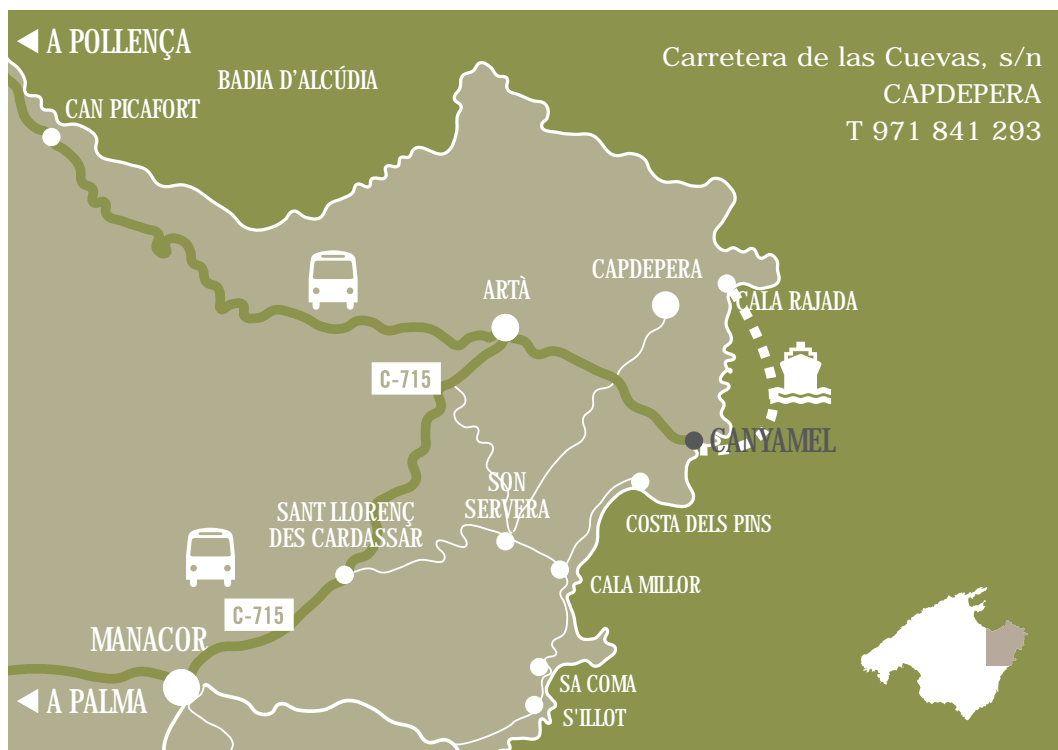 A POLLENÇA
BADIA D'ALCÚDIA
CAN PICAFORT
Carretera de las Cuevas, s/n
CAPDEPERA
T 971 841 293
CAPDEPERA
ARTÀ
CALA RAJADA
C-715
CANYAMEL
SON
SERVERA
SANT LLORENÇ
DES CARDASSAR
COSTA DELS PINS
CALA MILLOR
C-715
MANACOR
SA COMA
A PALMA
S'ILLOT